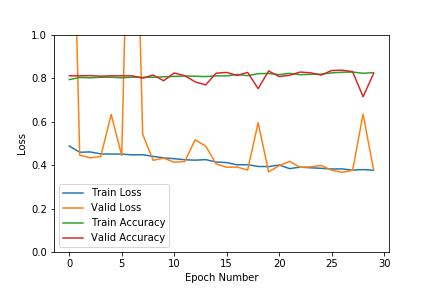 1.0
0.8
0.6
0.4
0.2
0.0
Loss
Train Loss
Valid Loss
Train Accuracy
Valid Accuracy
0 5 10 15 20 25 30
Epoch Number